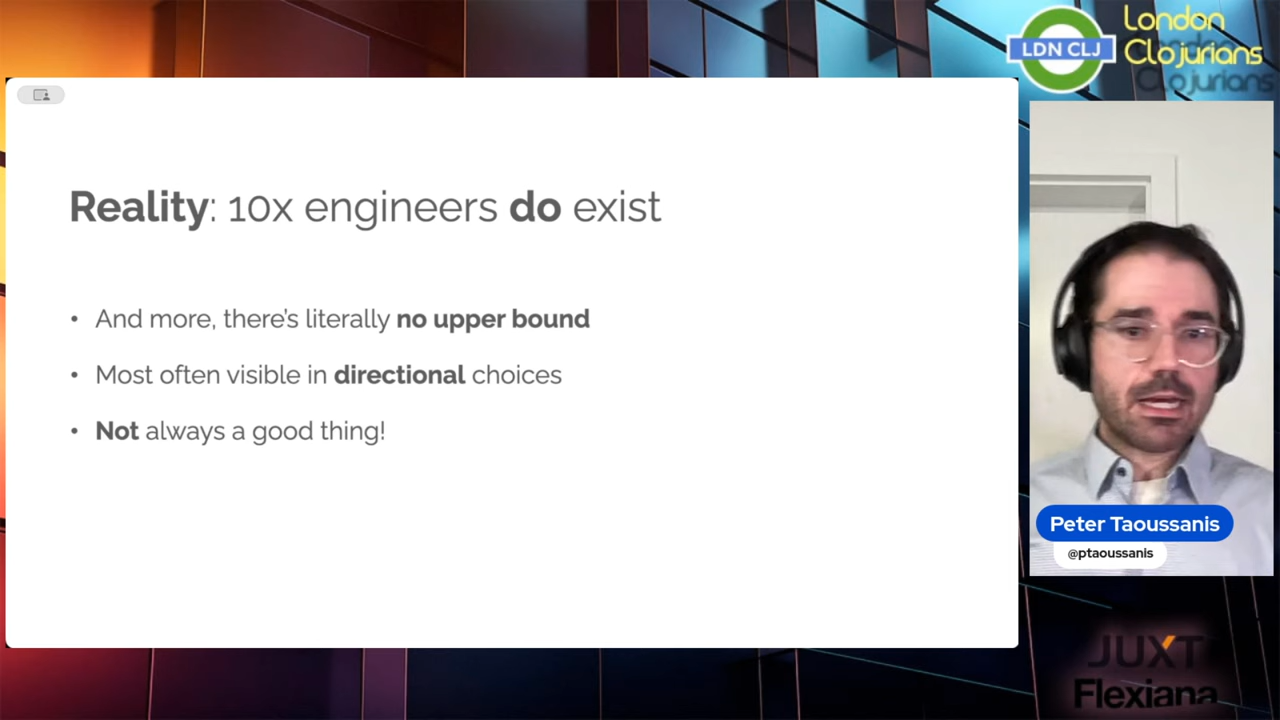 London
LDN CLJ
Clojurians
Clojurians
Reality: 10x engineers do exist
• And more, there's literally no upper bound
• Most often visible in directional choices
• Not always a good thing!
Peter Taoussanis
@ptaoussanis
JUXT
Flexiana